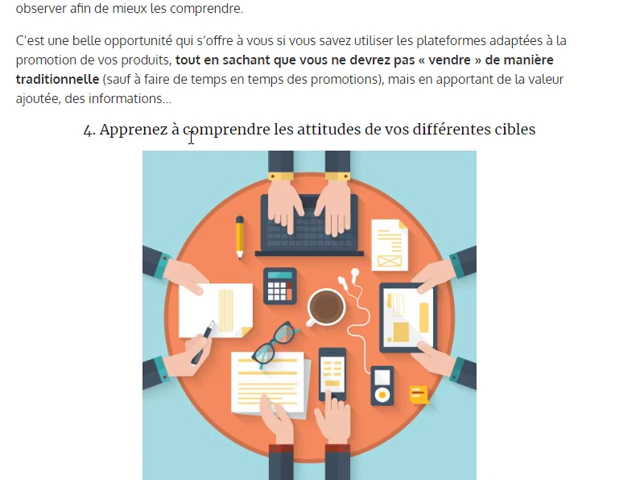 observer afin de mieux les comprendre.
C’est une belle opportunité qui s’offre à vous si vous savez utiliser les plateformes adaptées à la
promotion de vos produits, tout en sachant que vous ne devrez pas « vendre » de manière
traditionnelle (sauf à faire de temps en temps des promotions), mais en apportant de la valeur
ajoutée, des informations…
4. Apprenez à comprendre les attitudes de vos différentes cibles